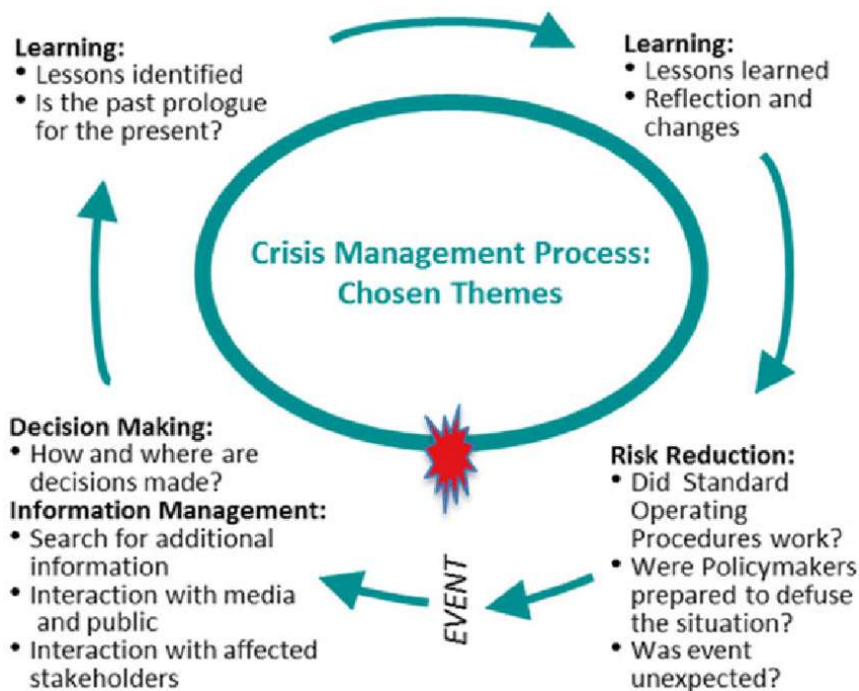 Learning:
• Lessons identified
• Is the past prologue
for the present?
Learning:
• Lessons learned
• Reflection and
changes
Crisis Management Process:
Chosen Themes
Decision Making:
• How and where are
decisions made?
Information Management:
• Search for additional
information
• Interaction with media
and public
• Interaction with affected
stakeholders
EVENT
Risk Reduction:
• Did Standard
Operating
Procedures work?
• Were Policymakers
prepared to defuse
the situation?
• Was event
unexpected?